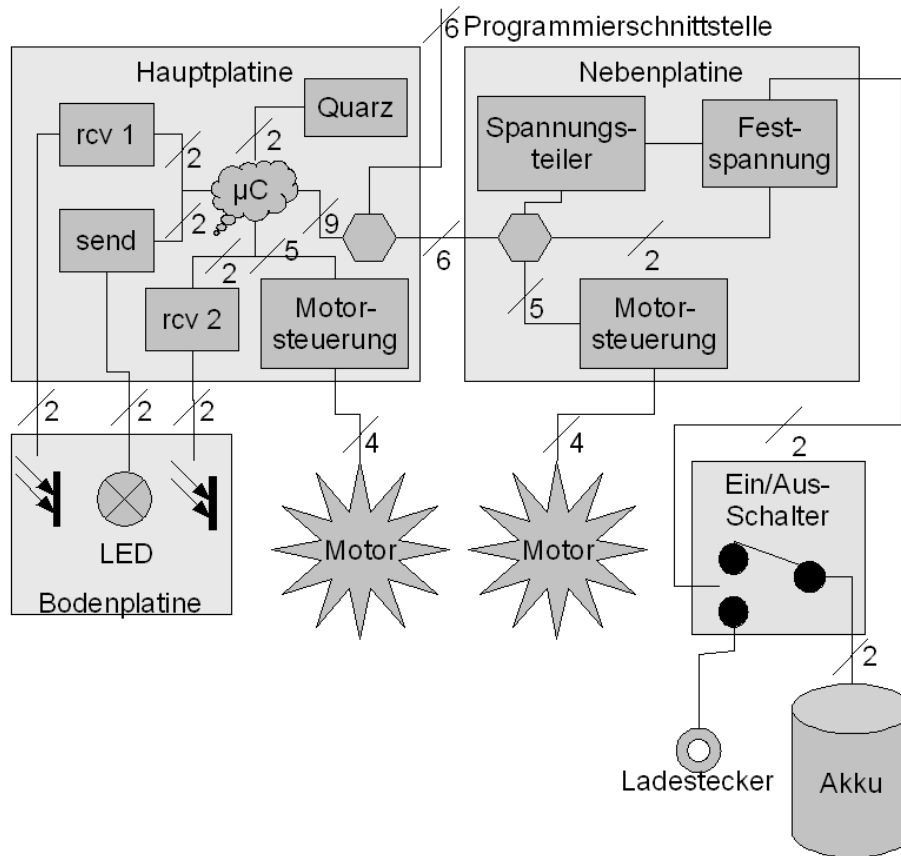 6 Programmierschnittstelle
Hauptplatine
Nebenplatine
Quarz
rcv 1
2
2
Spannungs-
teiler
Fest-
spannung
µC
9
2
send
5
2
6
2
5
rcv 2
Motor-
steuerung
Motor-
steuerung
2
2
2
4
4
2
LED
Bodenplatine
Motor
Motor
Ein/Aus-
Schalter
2
Ladestecker
Akku